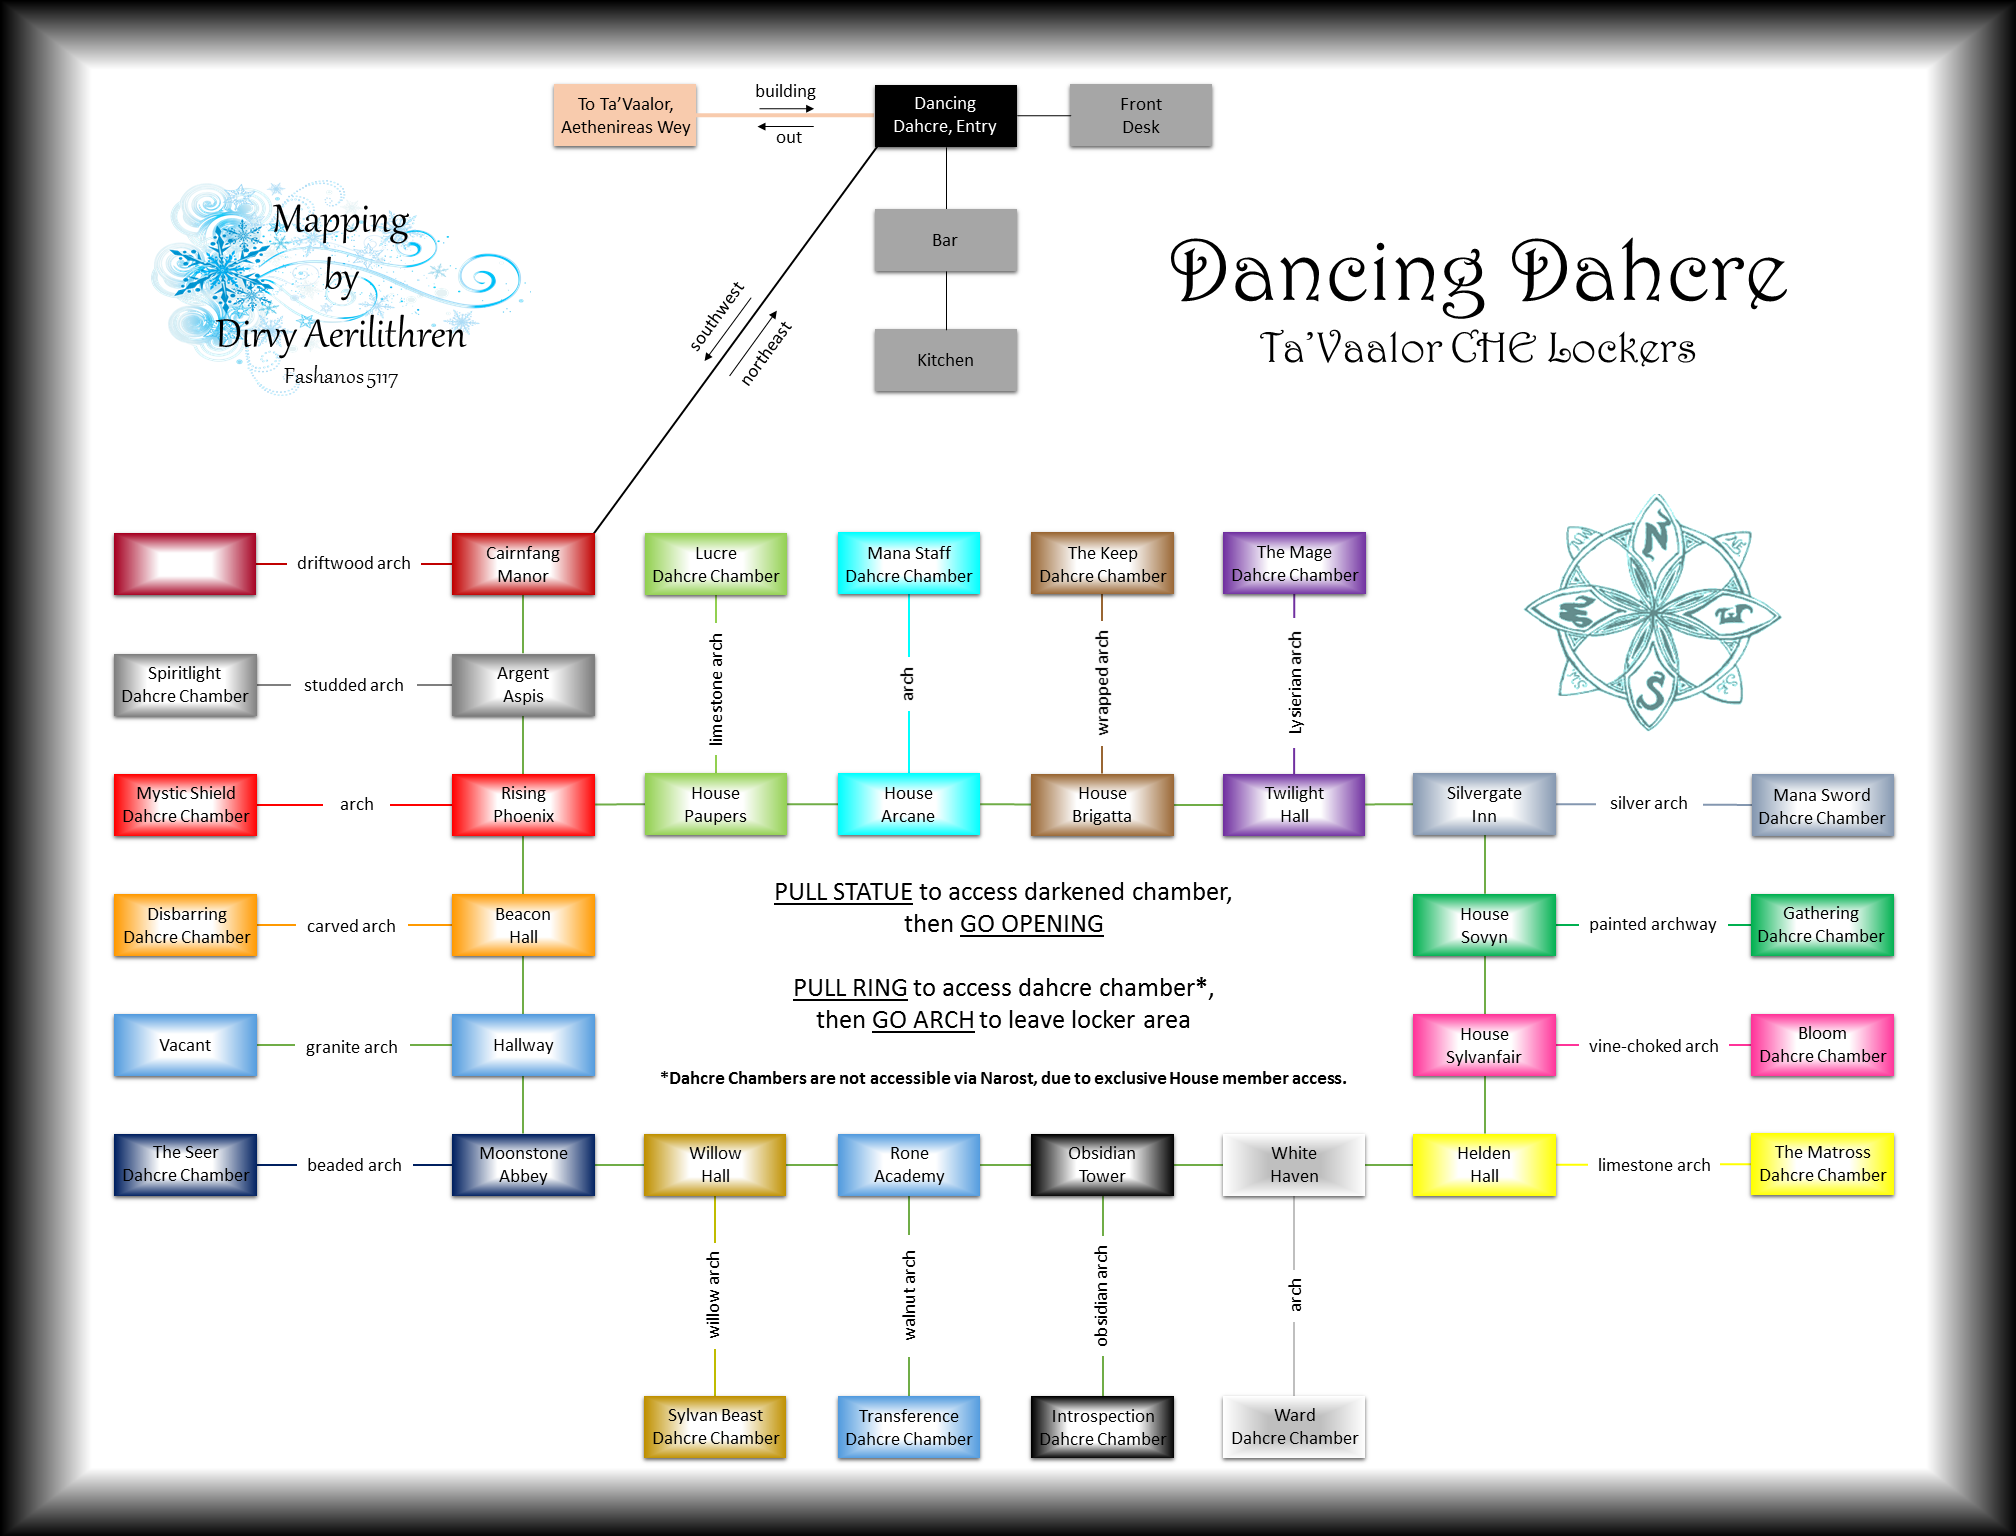 building
To Ta’Vaalor,
Aethenireas Wey
out
Dancing
Dahcre, Entry
Front
Desk
Bar
Kitchen
Mapping
by
Dirvy Aerilithren
Fashanos 5117
southwest
northeast
Dancing Dahcre
Ta’Vaalor CHE Lockers
driftwood arch
Cairnfang
Manor
Lucre
Dahcre Chamber
Mana Staff
Dahcre Chamber
The Keep
Dahcre Chamber
The Mage
Dahcre Chamber
N
E
S
W
Spiritlight
Dahcre Chamber
studded arch
Argent
Aspis
limestone arch
arch
wrapped arch
Lysierian arch
Mystic Shield
Dahcre Chamber
arch
Rising
Phoenix
House
Paupers
House
Arcane
House
Brigatta
Twilight
Hall
Silvergate
Inn
silver arch
Mana Sword
Dahcre Chamber
Disbarring
Dahcre Chamber
carved arch
Beacon
Hall
PULL STATUE to access darkened chamber,
then GO OPENING
House
Sovyn
painted archway
Gathering
Dahcre Chamber
PULL RING to access dahcre chamber*,
then GO ARCH to leave locker area
Vacant
granite arch
Hallway
House
Sylvanfair
vine-choked arch
Bloom
Dahcre Chamber
*Dahcre Chambers are not accessible via Narost, due to exclusive House member access.
The Seer
Dahcre Chamber
beaded arch
Moonstone
Abbey
Willow
Hall
Rone
Academy
Obsidian
Tower
White
Haven
Helden
Hall
limestone arch
The Matross
Dahcre Chamber
willow arch
walnut arch
obsidian arch
arch
Sylvan Beast
Dahcre Chamber
Transference
Dahcre Chamber
Introspection
Dahcre Chamber
Ward
Dahcre Chamber